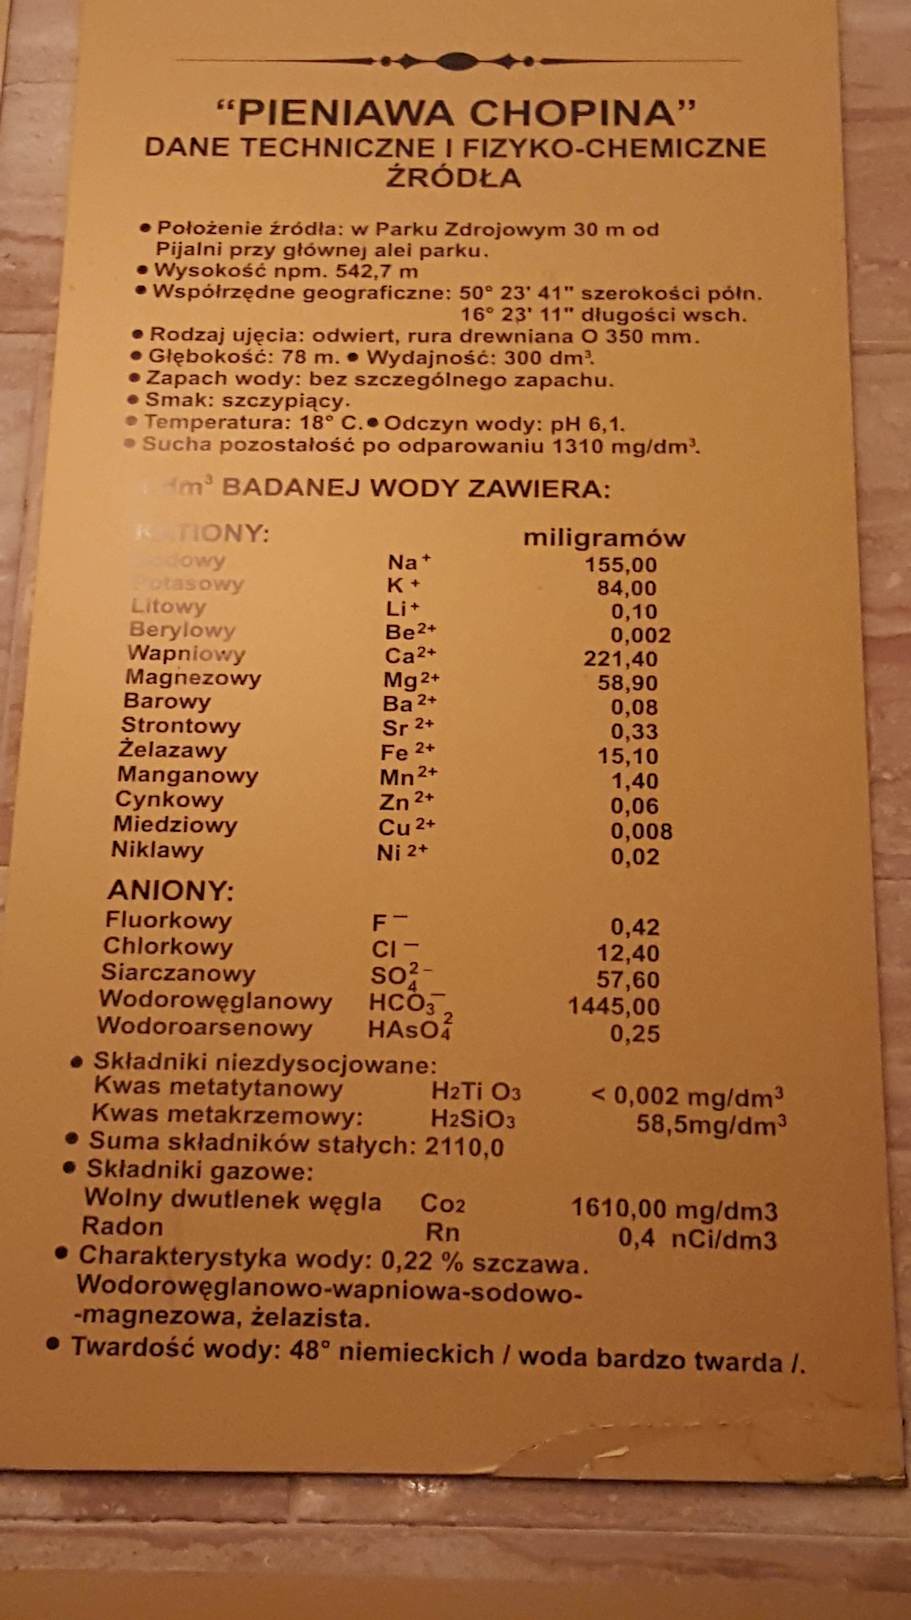 “PIENIAWA CHOPINA”
DANE TECHNICZNE I FIZYKO-CHEMICZNE
ŹRÓDŁA
• Położenie źródła: w Parku Zdrojowym 30 m od
Pijalni przy głównej alei parku.
• Wysokość npm. 542,7 m
• Współrzędne geograficzne: 50° 23' 41" szerokości półn.
16° 23' 11" długości wsch.
• Rodzaj ujęcia: odwiert, rura drewniana O 350 mm.
• Głębokość: 78 m. • Wydajność: 300 dm³.
• Zapach wody: bez szczególnego zapachu.
• Smak: szczypiący.
• Temperatura: 18° C. • Odczyn wody: pH 6,1.
• Sucha pozostałość po odparowaniu 1310 mg/dm³.
dm³ BADANEJ WODY ZAWIERA:
KATIONY: miligramów
Sodowy Na⁺ 155,00
Potasowy K⁺ 84,00
Litowy Li⁺ 0,10
Berylowy Be²⁺ 0,002
Wapniowy Ca²⁺ 221,40
Magnezowy Mg²⁺ 58,90
Barowy Ba²⁺ 0,08
Strontowy Sr²⁺ 0,33
Żelazawy Fe²⁺ 15,10
Manganowy Mn²⁺ 1,40
Cynkowy Zn²⁺ 0,06
Miedziowy Cu²⁺ 0,008
Niklawy Ni²⁺ 0,02
ANIONY:
Fluorkowy F⁻ 0,42
Chlorkowy Cl⁻ 12,40
Siarczanowy SO₄²⁻ 57,60
Wodorowęglanowy HCO₃⁻ 1445,00
Wodoroarsenowy HAsO₄² 0,25
• Składniki niezdysocjowane:
Kwas metatytanowy H₂Ti O₃ < 0,002 mg/dm³
Kwas metakrzemowy: H₂SiO₃ 58,5mg/dm³
• Suma składników stałych: 2110,0
• Składniki gazowe:
Wolny dwutlenek węgla Co₂ 1610,00 mg/dm3
Radon Rn 0,4 nCi/dm3
• Charakterystyka wody: 0,22 % szczawa.
Wodorowęglanowo-wapniowa-sodowo-
-magnezowa, żelazista.
• Twardość wody: 48° niemieckich / woda bardzo twarda /.